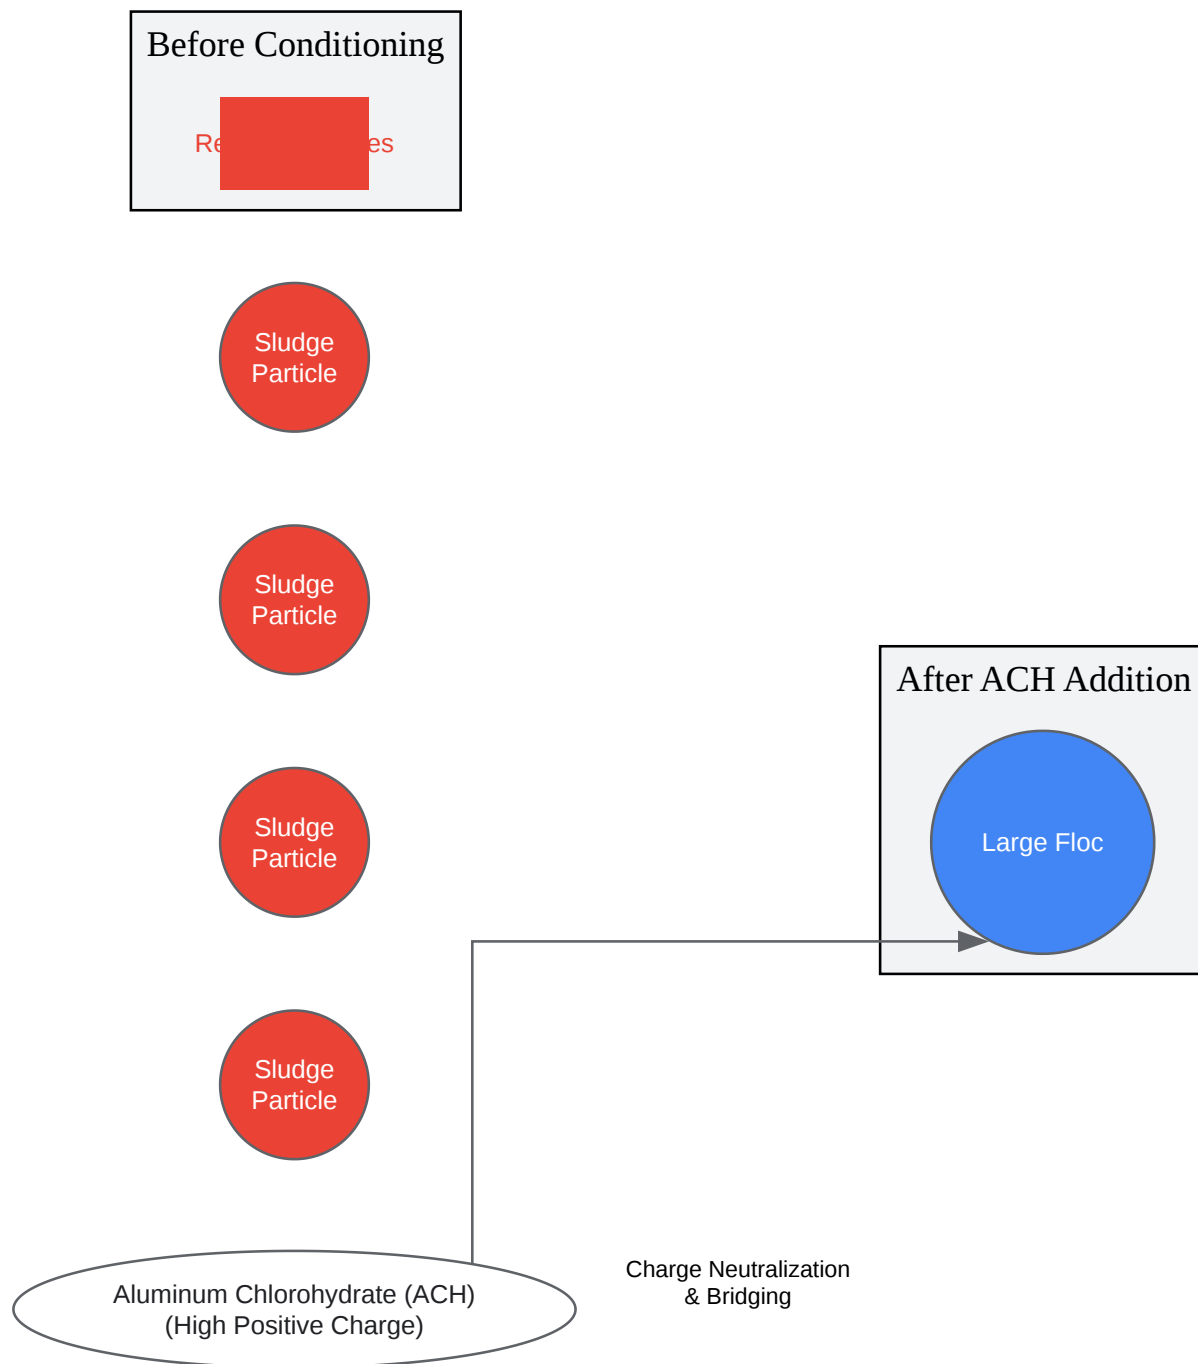 Before Conditioning
Sludge
Particle
Sludge
Particle
After ACH Addition
Sludge
Particle
Large Floc
Sludge
Particle
Aluminum Chlorohydrate (ACH)
(High Positive Charge)
Charge Neutralization
& Bridging